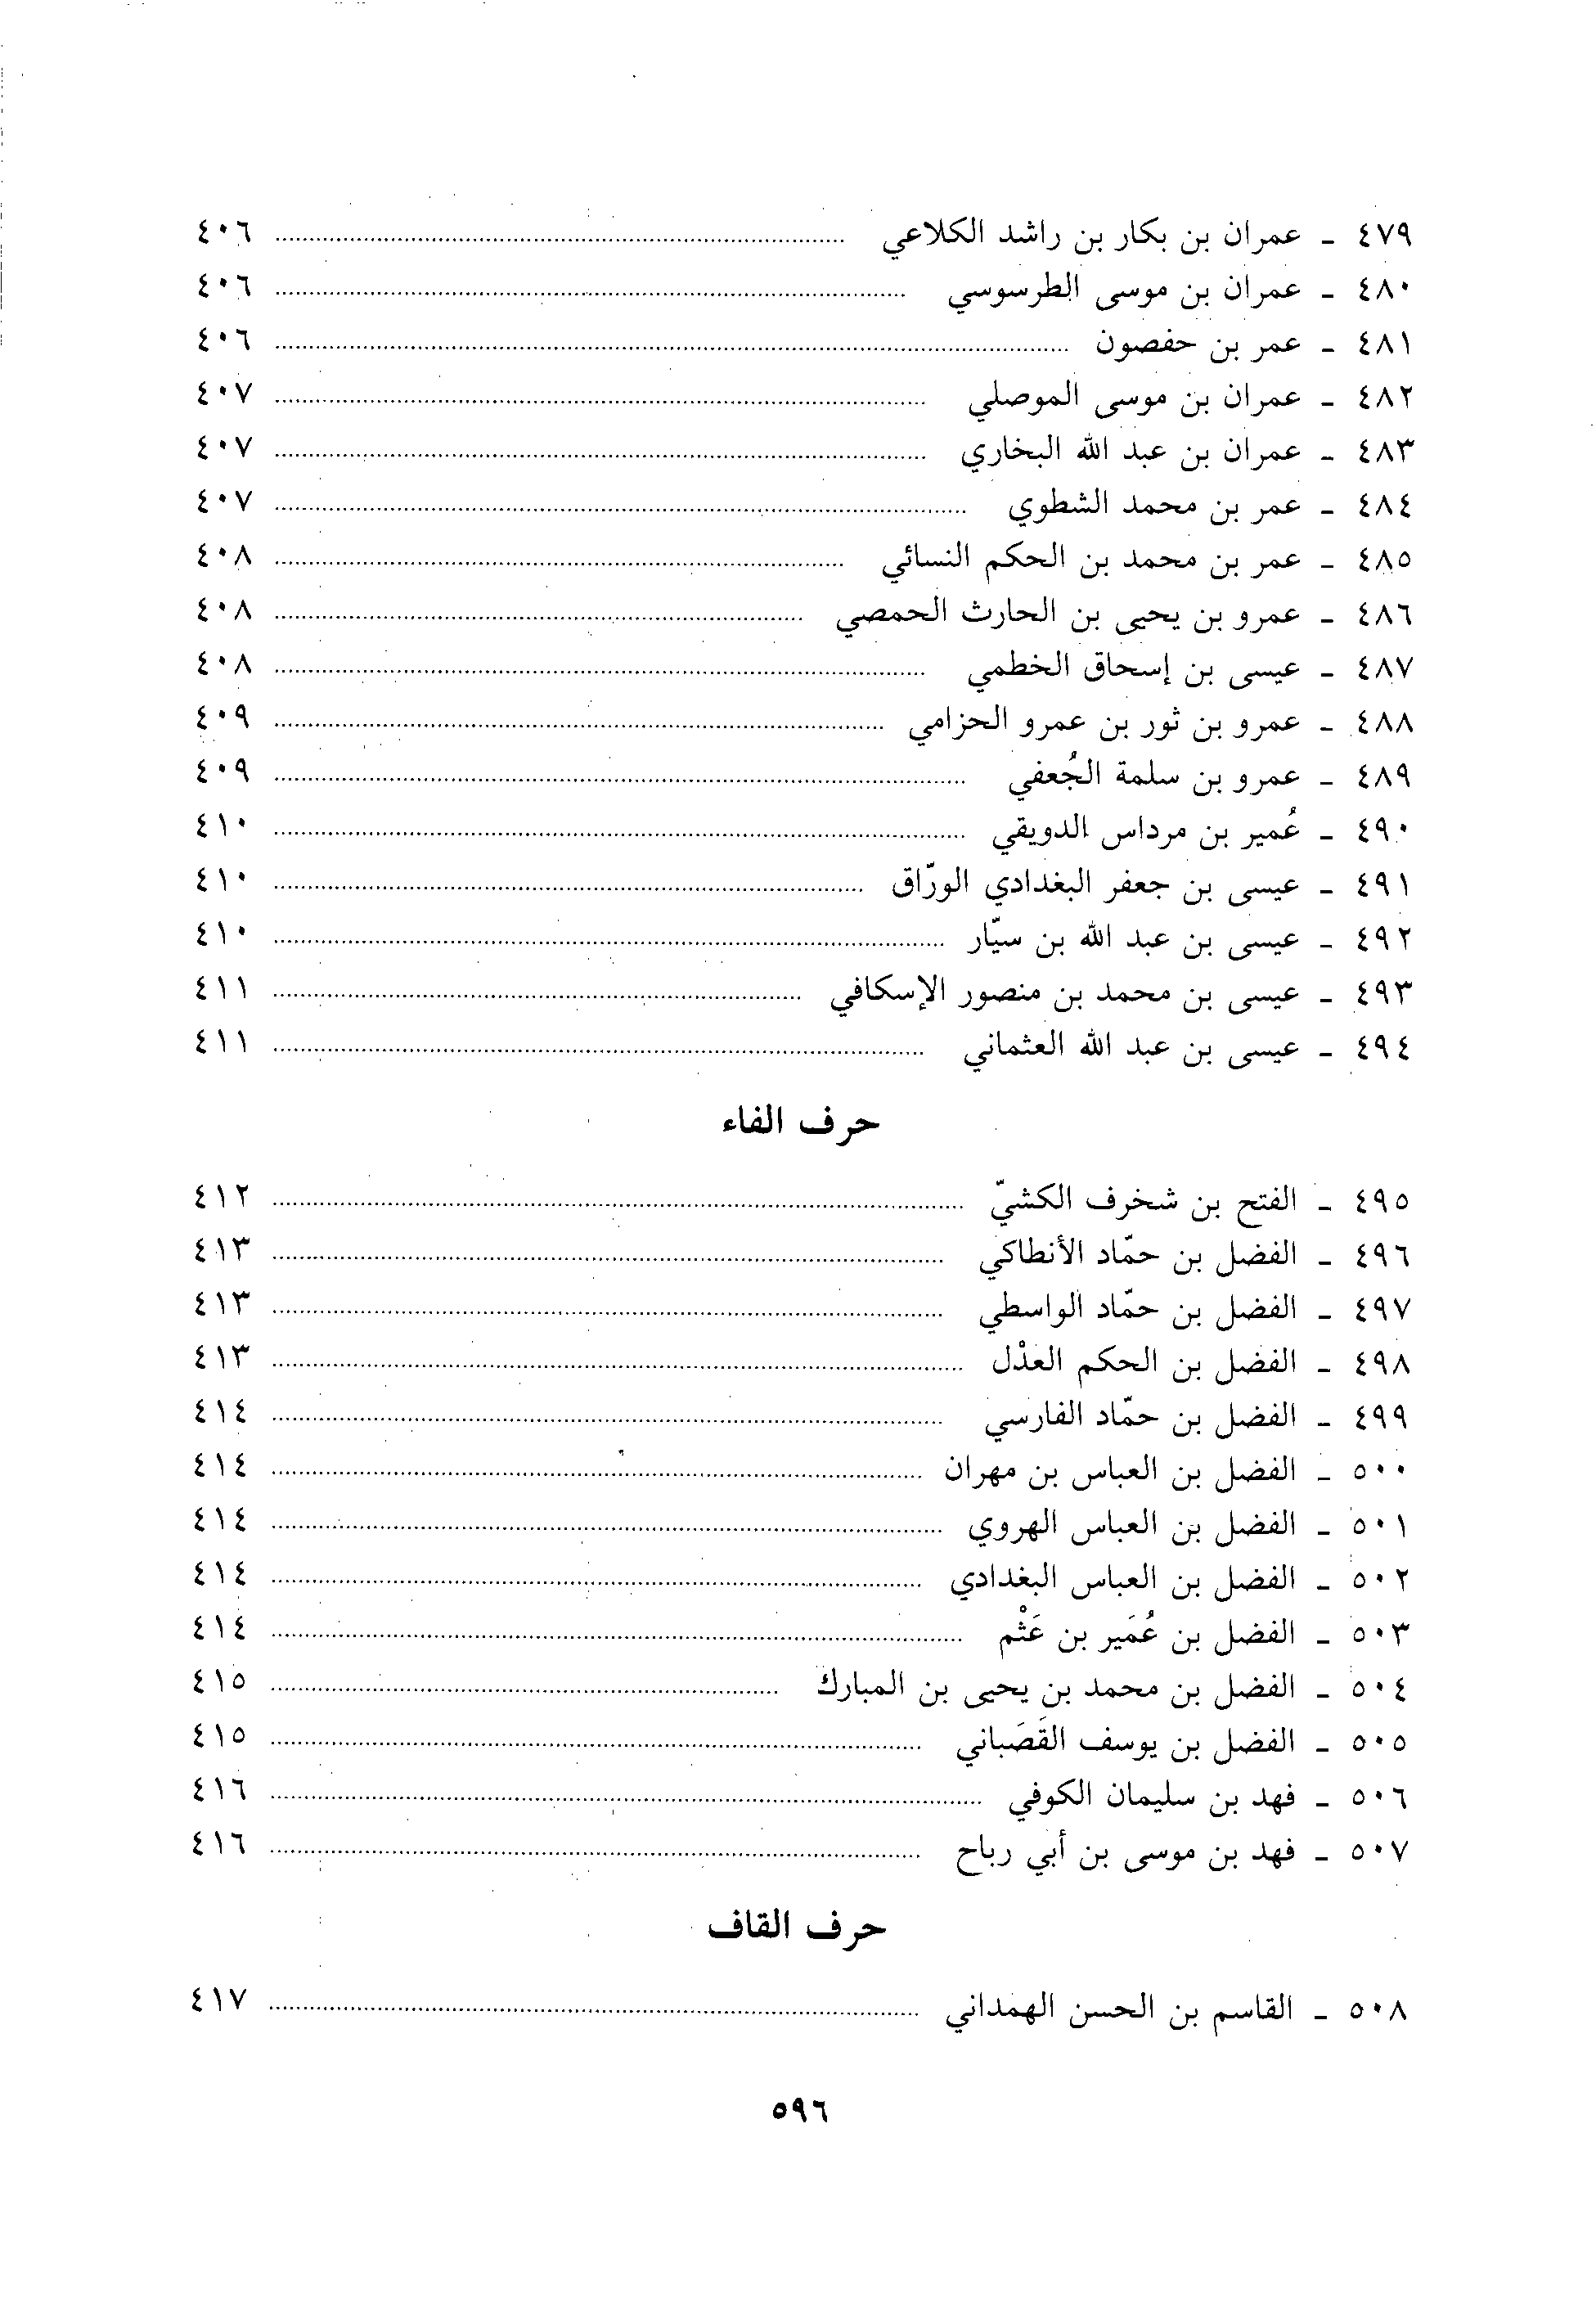 ٤٧٩ - عمران بن بكار بن راشد الكلاعي ........ ٤٠٦
٤٨٠ - عمران بن موسى الطرسوسي ........ ٤٠٦
٤٨١ - عمر بن حفصون ........ ٤٠٦
٤٨٢ - عمران بن موسى الموصلي ........ ٤٠٧
٤٨٣ - عمران بن عبد الله البخاري ........ ٤٠٧
٤٨٤ - عمر بن محمد الشطوي ........ ٤٠٧
٤٨٥ - عمر بن محمد بن الحكم النسائي ........ ٤٠٨
٤٨٦ - عمرو بن يحيى بن الحارث الحمصي ........ ٤٠٨
٤٨٧ - عيسى بن إسحاق الخطمي ........ ٤٠٨
٤٨٨ - عمرو بن ثور بن عمرو الحزامي ........ ٤٠٩
٤٨٩ - عمرو بن سلمة الجُعفي ........ ٤٠٩
٤٩٠ - عُمير بن مرداس الدويقي ........ ٤١٠
٤٩١ - عيسى بن جعفر البغدادي الورّاق ........ ٤١٠
٤٩٢ - عيسى بن عبد الله بن سيّار ........ ٤١٠
٤٩٣ - عيسى بن محمد بن منصور الإسكافي ........ ٤١١
٤٩٤ - عيسى بن عبد الله العثماني ........ ٤١١
حرف الفاء
٤٩٥ - الفتح بن شخرف الكشيّ ........ ٤١٢
٤٩٦ - الفضل بن حمّاد الأنطاكي ........ ٤١٣
٤٩٧ - الفضل بن حمّاد الواسطي ........ ٤١٣
٤٩٨ - الفضل بن الحكم العدْل ........ ٤١٣
٤٩٩ - الفضل بن حمّاد الفارسي ........ ٤١٤
٥٠٠ - الفضل بن العباس بن مهران ........ ٤١٤
٥٠١ - الفضل بن العباس الهروي ........ ٤١٤
٥٠٢ - الفضل بن العباس البغدادي ........ ٤١٤
٥٠٣ - الفضل بن عُمَير بن عَثْم ........ ٤١٤
٥٠٤ - الفضل بن محمد بن يحيى بن المبارك ........ ٤١٥
٥٠٥ - الفضل بن يوسف القَصَباني ........ ٤١٥
٥٠٦ - فهد بن سليمان الكوفي ........ ٤١٦
٥٠٧ - فهد بن موسى بن أبي رباح ........ ٤١٦
حرف القاف
٥٠٨ - القاسم بن الحسن الهمداني ........ ٤١٧
٥٩٦